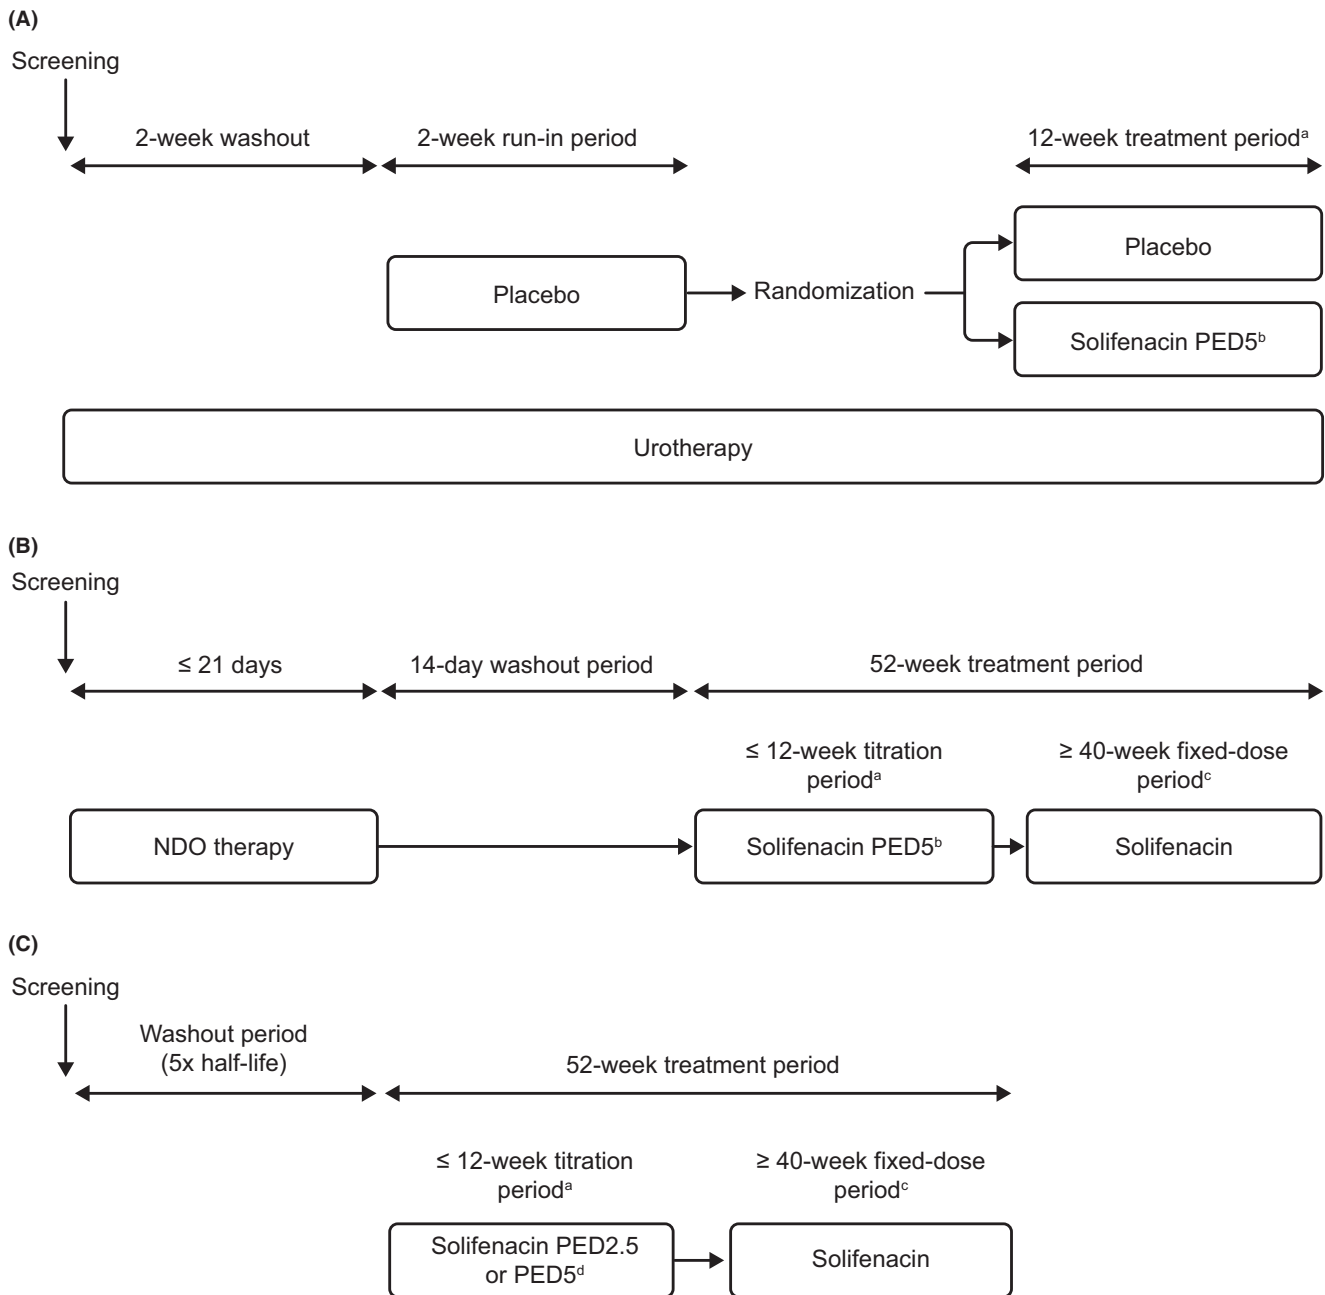 (A)
Screening
2-week washout
2-week run-in period
12-week treatment periodᵃ
Placebo
Placebo
Randomization
Solifenacin PED5ᵇ
Urotherapy
(B)
Screening
≤ 21 days
14-day washout period
52-week treatment period
≤ 12-week titration
periodᵃ
≥ 40-week fixed-dose
periodᶜ
NDO therapy
Solifenacin PED5ᵇ
Solifenacin
(C)
Screening
Washout period
(5x half-life)
52-week treatment period
≤ 12-week titration
periodᵃ
≥ 40-week fixed-dose
periodᶜ
Solifenacin PED2.5
or PED5ᵈ
Solifenacin